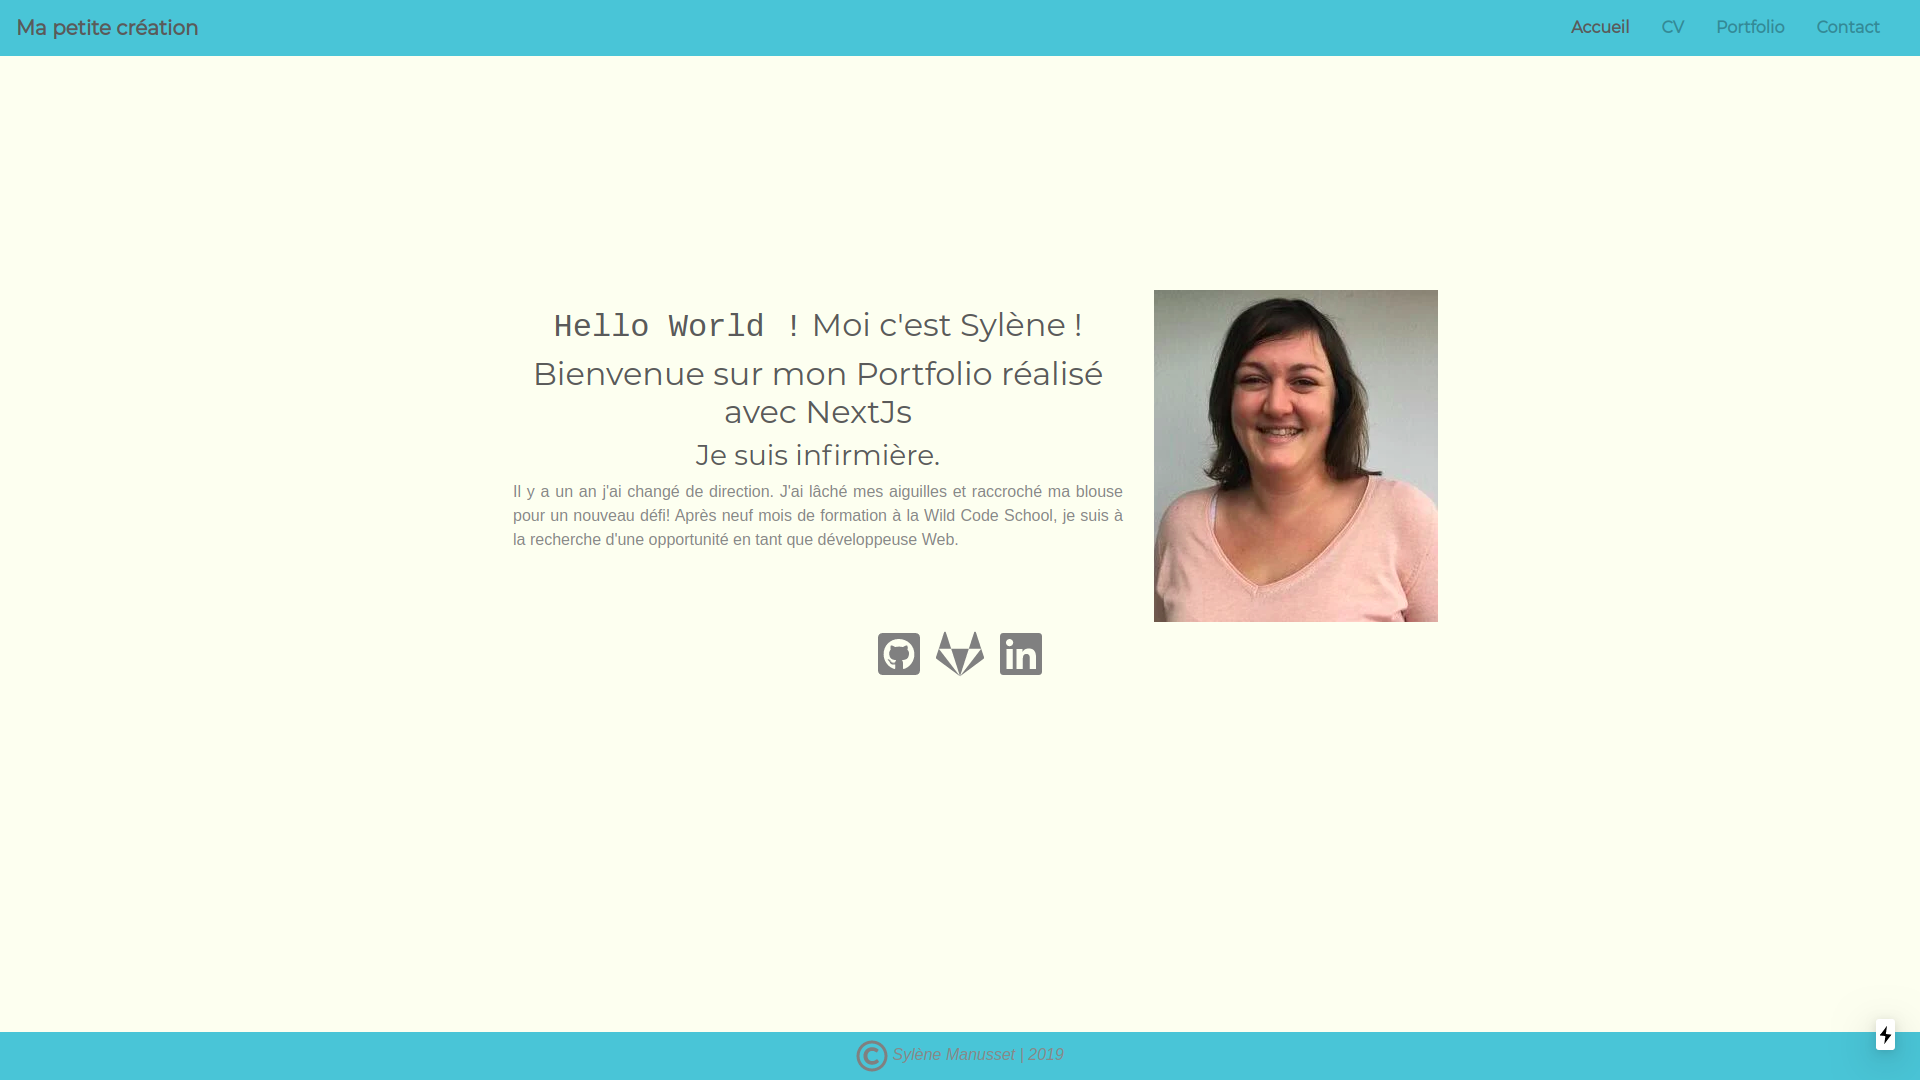 Ma petite création
Accueil
CV
Portfolio
Contact
Hello World ! Moi c'est Sylène !
Bienvenue sur mon Portfolio réalisé
avec NextJs
Je suis infirmière.
Il y a un an j'ai changé de direction. J'ai lâché mes aiguilles et raccroché ma blouse
pour un nouveau défi! Après neuf mois de formation à la Wild Code School, je suis à
la recherche d'une opportunité en tant que développeuse Web.
in
© Sylène Manusset | 2019